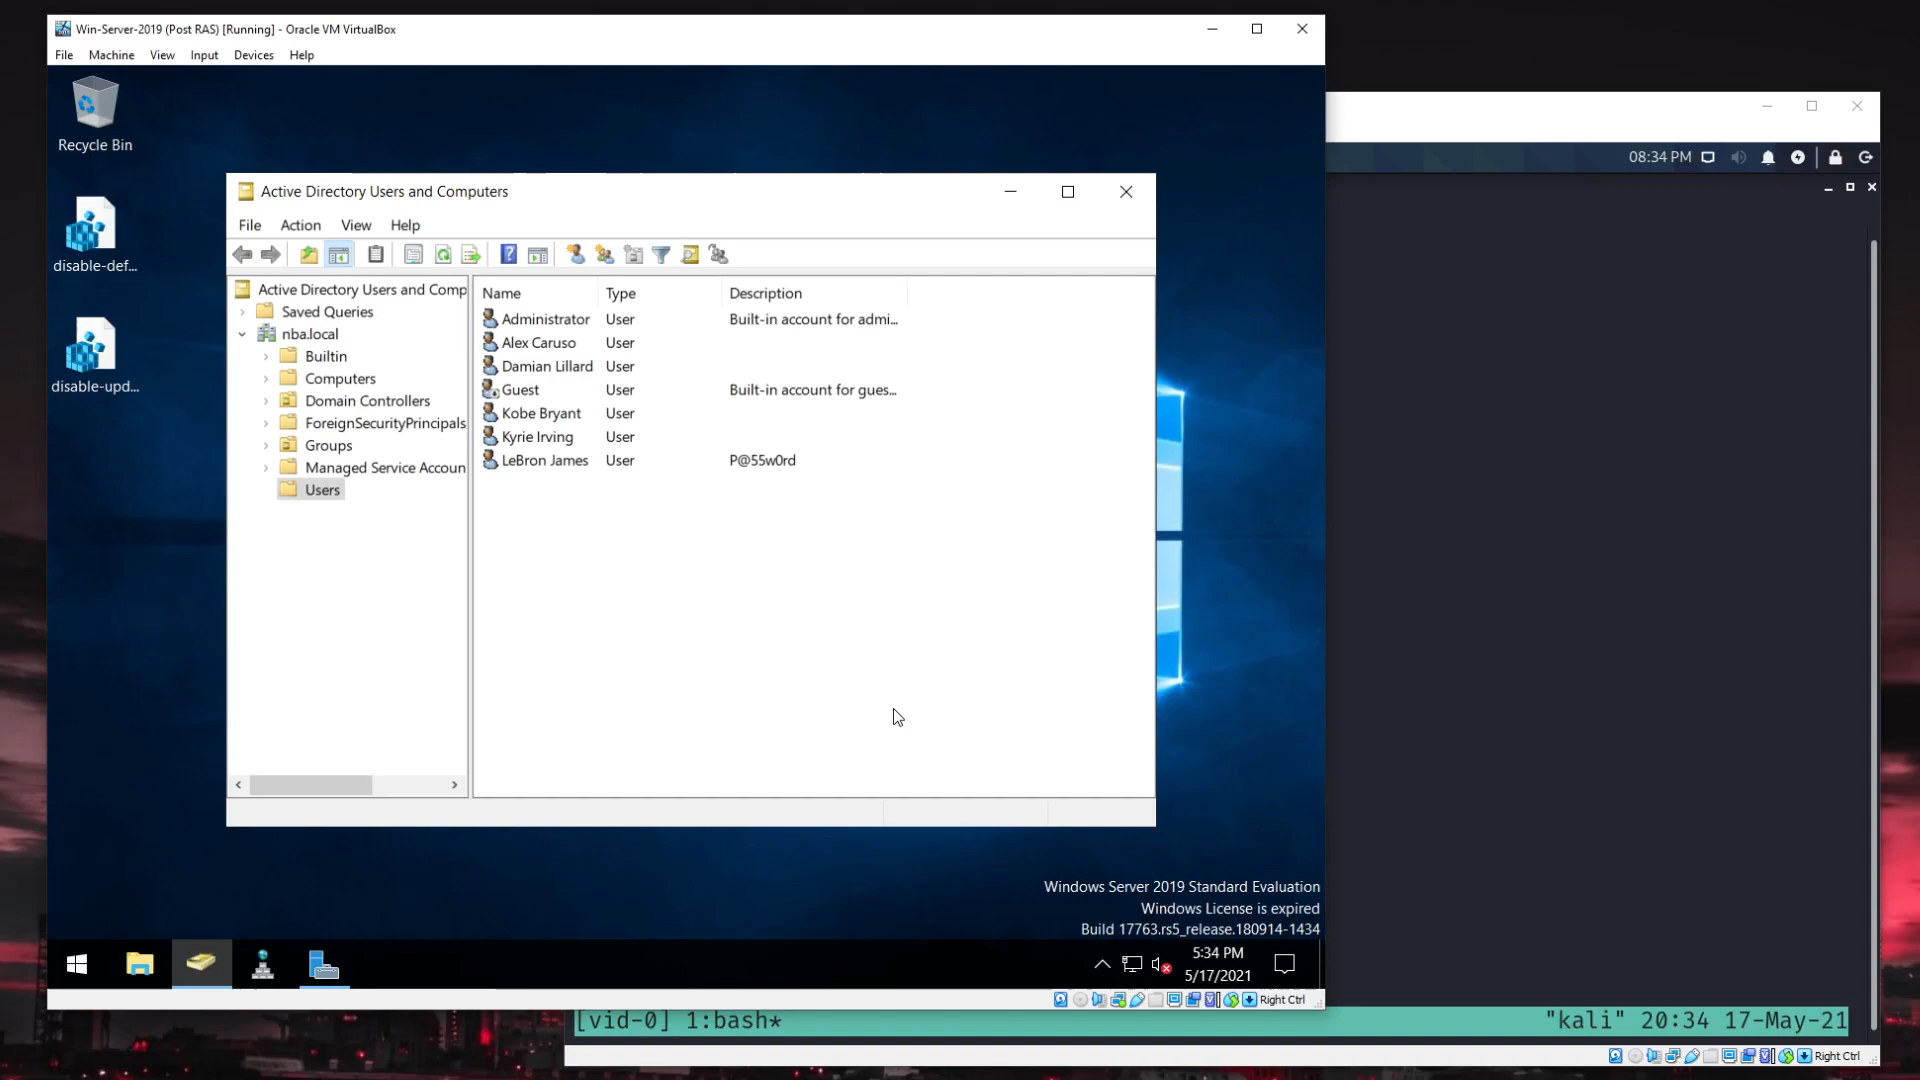 Win-Server-2019 (Post RAS) [Running] - Oracle VM VirtualBox
File Machine View Input Devices Help
Recycle Bin
disable-def...
disable-upd...
08:34 PM
Active Directory Users and Computers
File Action View Help
Active Directory Users and Comp
Saved Queries
nba.local
Builtin
Computers
Domain Controllers
ForeignSecurityPrincipals
Groups
Managed Service Accoun
Users
Name Type Description
Administrator User Built-in account for admi...
Alex Caruso User
Damian Lillard User
Guest User Built-in account for gues...
Kobe Bryant User
Kyrie Irving User
LeBron James User P@55w0rd
Windows Server 2019 Standard Evaluation
Windows License is expired
Build 17763.rs5_release.180914-1434
5:34 PM
5/17/2021
Right Ctrl
[vid-0] 1:bash* "kali" 20:34 17-May-21
Right Ctrl